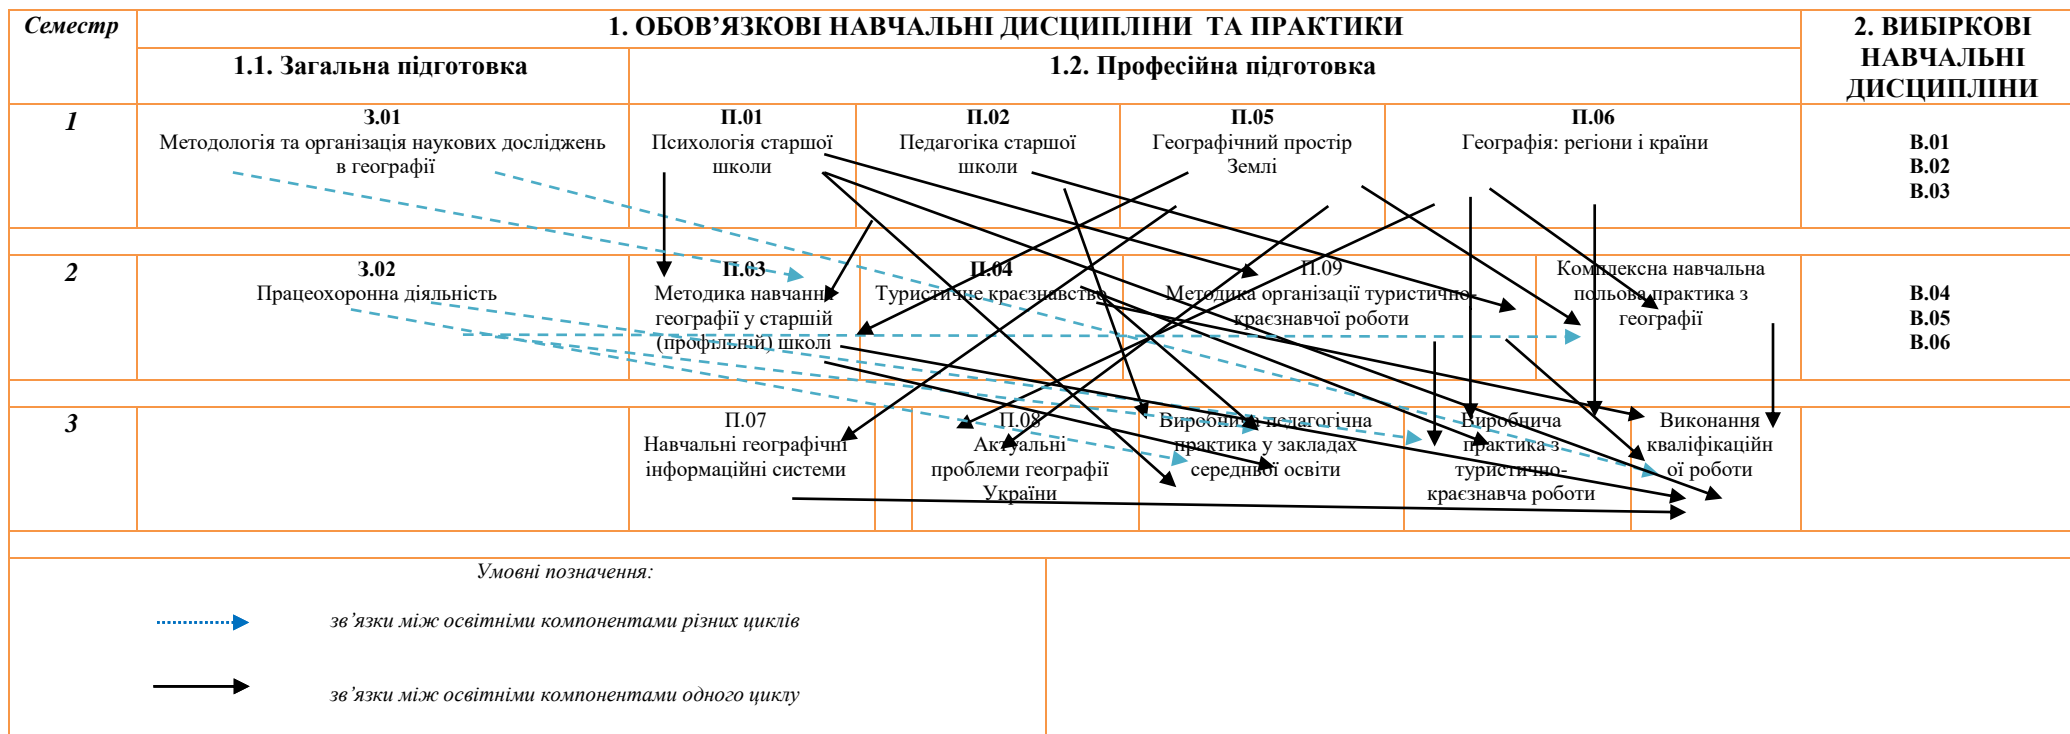 Семестр
1. ОБОВ’ЯЗКОВІ НАВЧАЛЬНІ ДИСЦИПЛІНИ ТА ПРАКТИКИ
2. ВИБІРКОВІ
НАВЧАЛЬНІ
ДИСЦИПЛІНИ
1.1. Загальна підготовка
1.2. Професійна підготовка
1
З.01
Методологія та організація наукових досліджень
в географії
П.01
Психологія старшої
школи
П.02
Педагогіка старшої
школи
П.05
Географічний простір
Землі
П.06
Географія: регіони і країни
В.01
В.02
В.03
2
З.02
Працеохоронна діяльність
П.03
Методика навчання
географії у старшій
(профільній) школі
П.04
Туристичне краєзнавство
П.09
Методика організації туристично-
краєзнавчої роботи
Комплексна навчальна
польова практика з
географії
В.04
В.05
В.06
3
П.07
Навчальні географічні
інформаційні системи
П.08
Актуальні
проблеми географії
України
Виробнича педагогічна
практика у закладах
середньої освіти
Виробнича
практика з
туристично-
краєзнавча роботи
Виконання
кваліфікаційн
ої роботи
Умовні позначення:
зв’язки між освітніми компонентами різних циклів
зв’язки між освітніми компонентами одного циклу